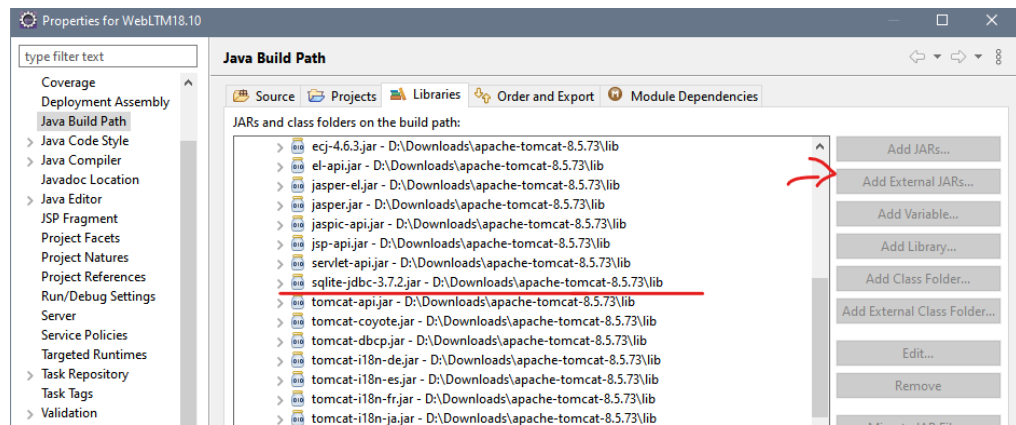 Properties for WebLTM18.10
type filter text
Coverage
Deployment Assembly
Java Build Path
Java Code Style
Java Compiler
Javadoc Location
Java Editor
JSP Fragment
Project Facets
Project Natures
Project References
Run/Debug Settings
Server
Service Policies
Targeted Runtimes
Task Repository
Task Tags
Validation
Java Build Path
Source Projects Libraries Order and Export Module Dependencies
JARs and class folders on the build path:
ecj-4.6.3.jar - D:\Downloads\apache-tomcat-8.5.73\lib
el-api.jar - D:\Downloads\apache-tomcat-8.5.73\lib
jasper-el.jar - D:\Downloads\apache-tomcat-8.5.73\lib
jasper.jar - D:\Downloads\apache-tomcat-8.5.73\lib
jaspic-api.jar - D:\Downloads\apache-tomcat-8.5.73\lib
jsp-api.jar - D:\Downloads\apache-tomcat-8.5.73\lib
servlet-api.jar - D:\Downloads\apache-tomcat-8.5.73\lib
sqlite-jdbc-3.7.2.jar - D:\Downloads\apache-tomcat-8.5.73\lib
tomcat-api.jar - D:\Downloads\apache-tomcat-8.5.73\lib
tomcat-coyote.jar - D:\Downloads\apache-tomcat-8.5.73\lib
tomcat-dbcp.jar - D:\Downloads\apache-tomcat-8.5.73\lib
tomcat-i18n-de.jar - D:\Downloads\apache-tomcat-8.5.73\lib
tomcat-i18n-es.jar - D:\Downloads\apache-tomcat-8.5.73\lib
tomcat-i18n-fr.jar - D:\Downloads\apache-tomcat-8.5.73\lib
tomcat-i18n-ja.jar - D:\Downloads\apache-tomcat-8.5.73\lib
Add JARs...
Add External JARs...
Add Variable...
Add Library...
Add Class Folder...
Add External Class Folder...
Edit...
Remove